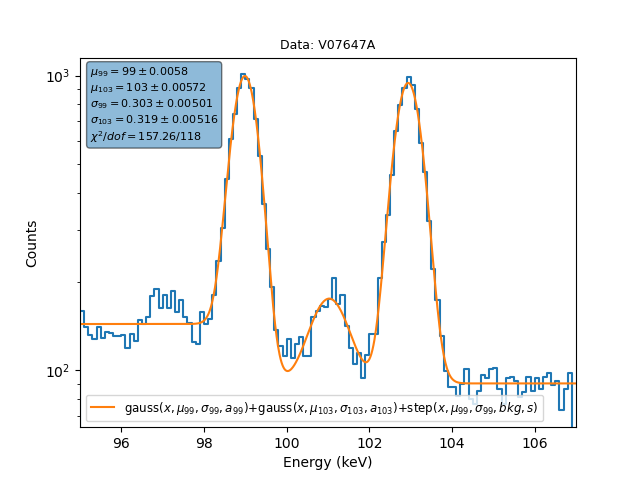 Data: V07647A
μ₉₉ = 99 ± 0.0058
μ₁₀₃ = 103 ± 0.00572
σ₉₉ = 0.303 ± 0.00501
σ₁₀₃ = 0.319 ± 0.00516
χ²/dof = 157.26/118
10³
10²
Counts
gauss(x, μ₉₉, σ₉₉, a₉₉)+gauss(x, μ₁₀₃, σ₁₀₃, a₁₀₃)+step(x, μ₉₉, σ₉₉, bkg, s)
96 98 100 102 104 106
Energy (keV)